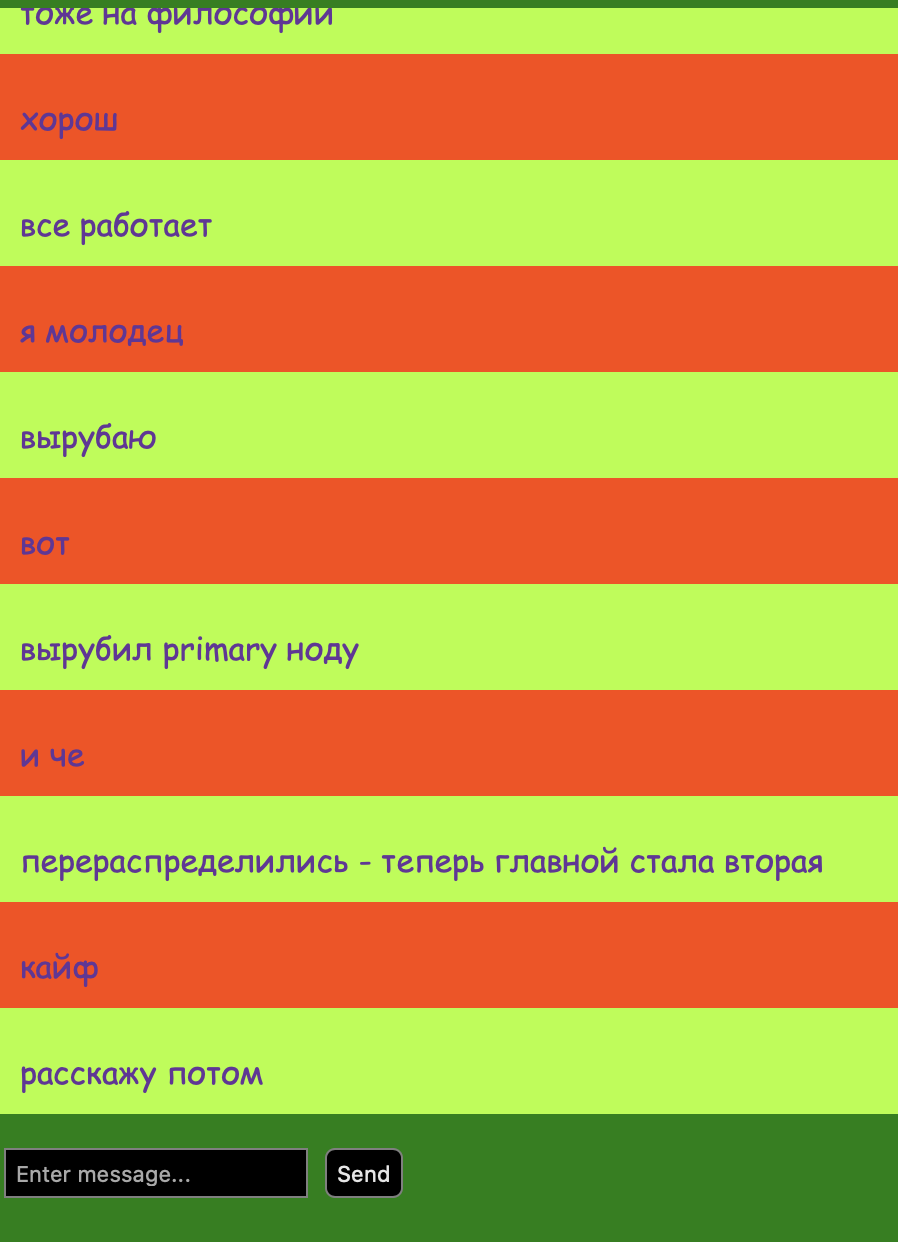 тоже на философии
хорош
все работает
я молодец
вырубаю
вот
вырубил primary ноду
и че
перераспределились - теперь главной стала вторая
кайф
расскажу потом
Enter message...
Send